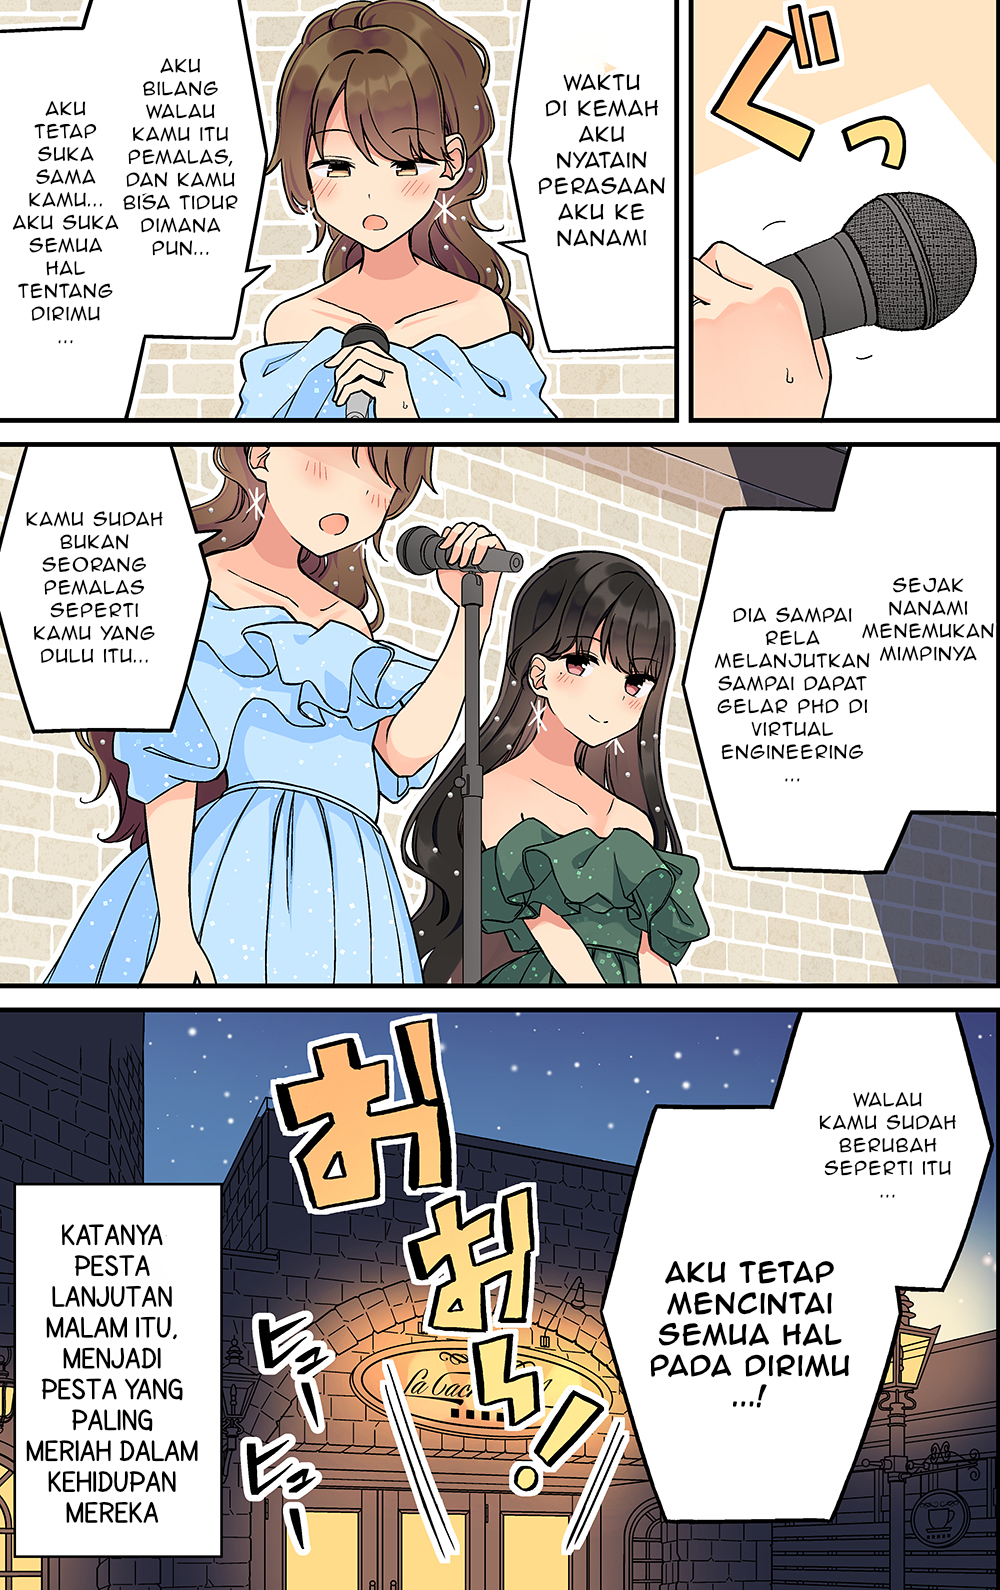 ぐっ
WAKTU
DI KEMAH
AKU
NYATAIN
PERASAAN
AKU KE
NANAMI
AKU
BILANG
WALAU
KAMU ITU
PEMALAS,
DAN KAMU
BISA TIDUR
DIMANA
PUN...
AKU
TETAP
SUKA
SAMA
KAMU...
AKU SUKA
SEMUA
HAL
TENTANG
DIRIMU
...
SEJAK
NANAMI
MENEMUKAN
MIMPINYA
DIA SAMPAI
RELA
MELANJUTKAN
SAMPAI DAPAT
GELAR PHD DI
VIRTUAL
ENGINEERING
...
KAMU SUDAH
BUKAN
SEORANG
PEMALAS
SEPERTI
KAMU YANG
DULU ITU...
WALAU
KAMU SUDAH
BERUBAH
SEPERTI ITU
...
AKU TETAP
MENCINTAI
SEMUA HAL
PADA DIRIMU
...!
おおぉ〜!
ヒューヒュー
KATANYA
PESTA
LANJUTAN
MALAM ITU,
MENJADI
PESTA YANG
PALING
MERIAH DALAM
KEHIDUPAN
MEREKA